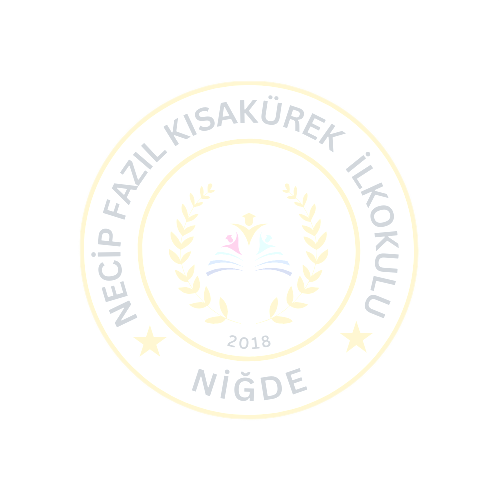 NECİP FAZIL KISAKÜREK İLKOKULU
2018
NİĞDE